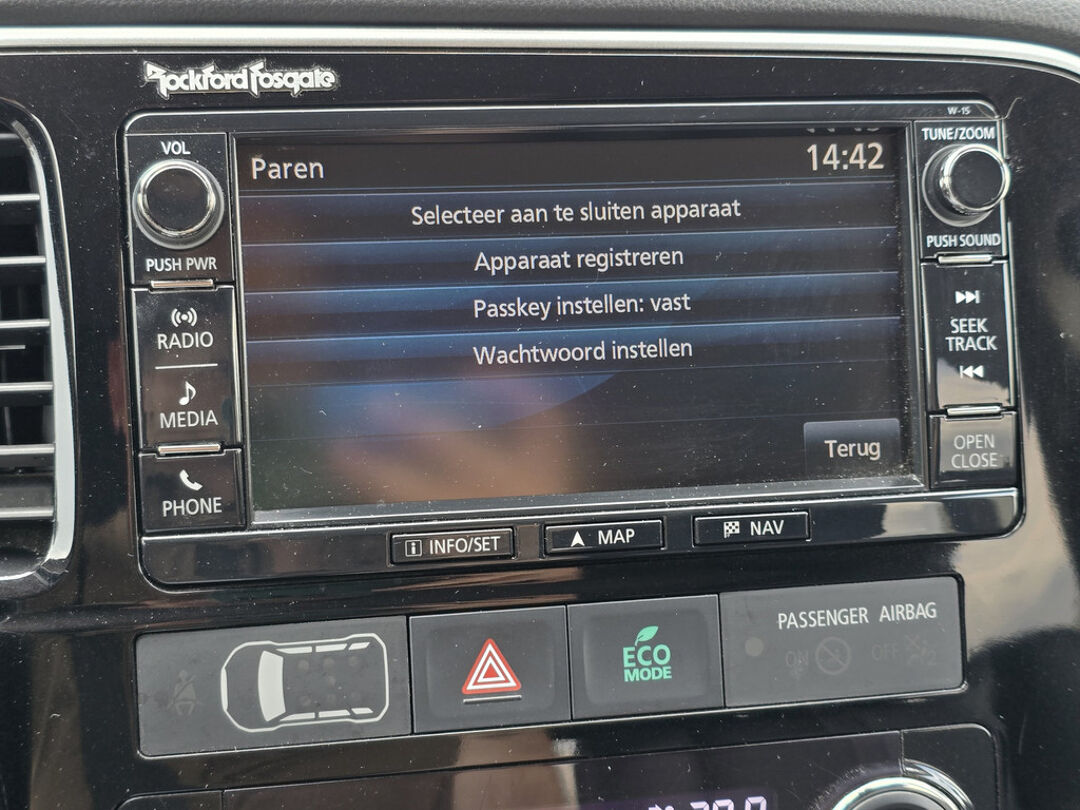 Rockford Fosgate
W-15
VOL
TUNE/ZOOM
Paren
14:42
Selecteer aan te sluiten apparaat
PUSH PWR
Apparaat registreren
PUSH SOUND
Passkey instellen: vast
RADIO
SEEK
TRACK
Wachtwoord instellen
MEDIA
Terug
OPEN
CLOSE
PHONE
INFO/SET
MAP
NAV
PASSENGER AIRBAG
ON
OFF
ECO
MODE